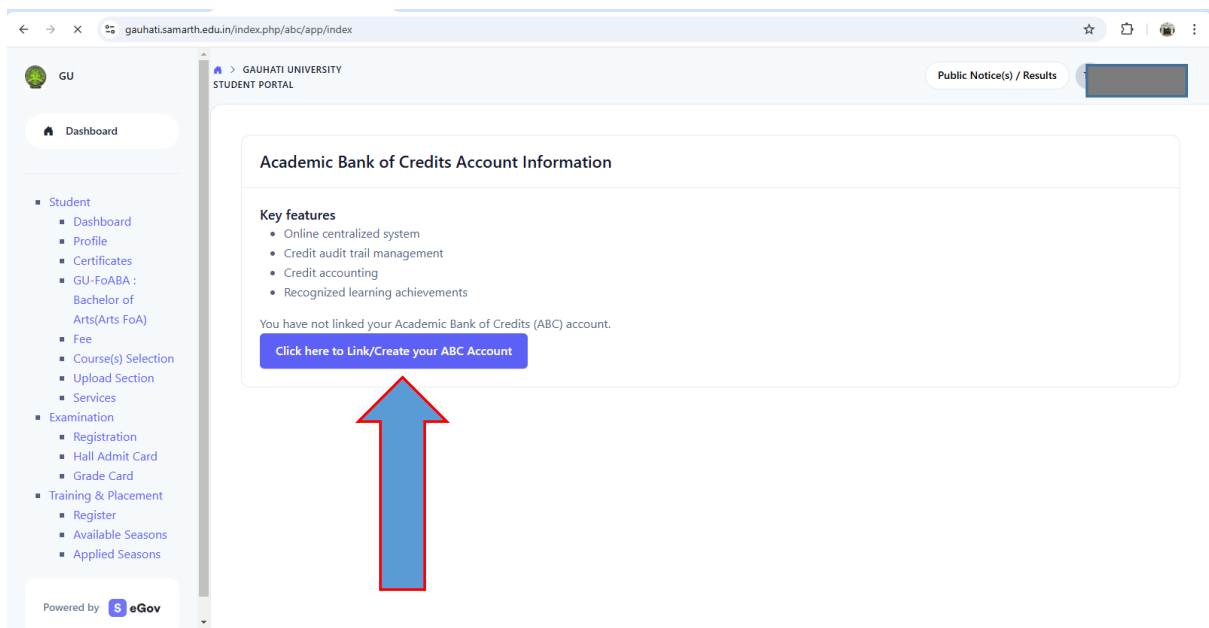 gauhati.samarth.edu.in/index.php/abc/app/index
GU
GAUHATI UNIVERSITY
STUDENT PORTAL
Public Notice(s) / Results
Dashboard
Academic Bank of Credits Account Information
Key features
Online centralized system
Credit audit trail management
Credit accounting
Recognized learning achievements
You have not linked your Academic Bank of Credits (ABC) account.
Click here to Link/Create your ABC Account
Student
Dashboard
Profile
Certificates
GU-FoABA :
Bachelor of
Arts(Arts FoA)
Fee
Course(s) Selection
Upload Section
Services
Examination
Registration
Hall Admit Card
Grade Card
Training & Placement
Register
Available Seasons
Applied Seasons
Powered by S eGov